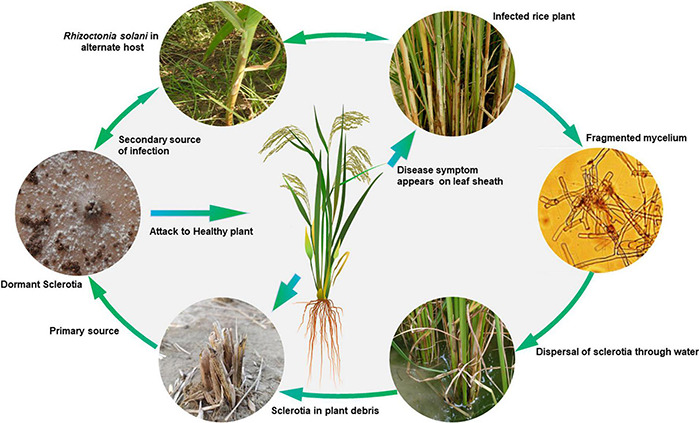 Rhizoctonia solani in
alternate host
Infected rice plant
Fragmented mycelium
Secondary source
of infection
Disease symptom
appears on leaf sheath
Attack to Healthy plant
Dormant Sclerotia
Primary source
Dispersal of sclerotia through water
Sclerotia in plant debris